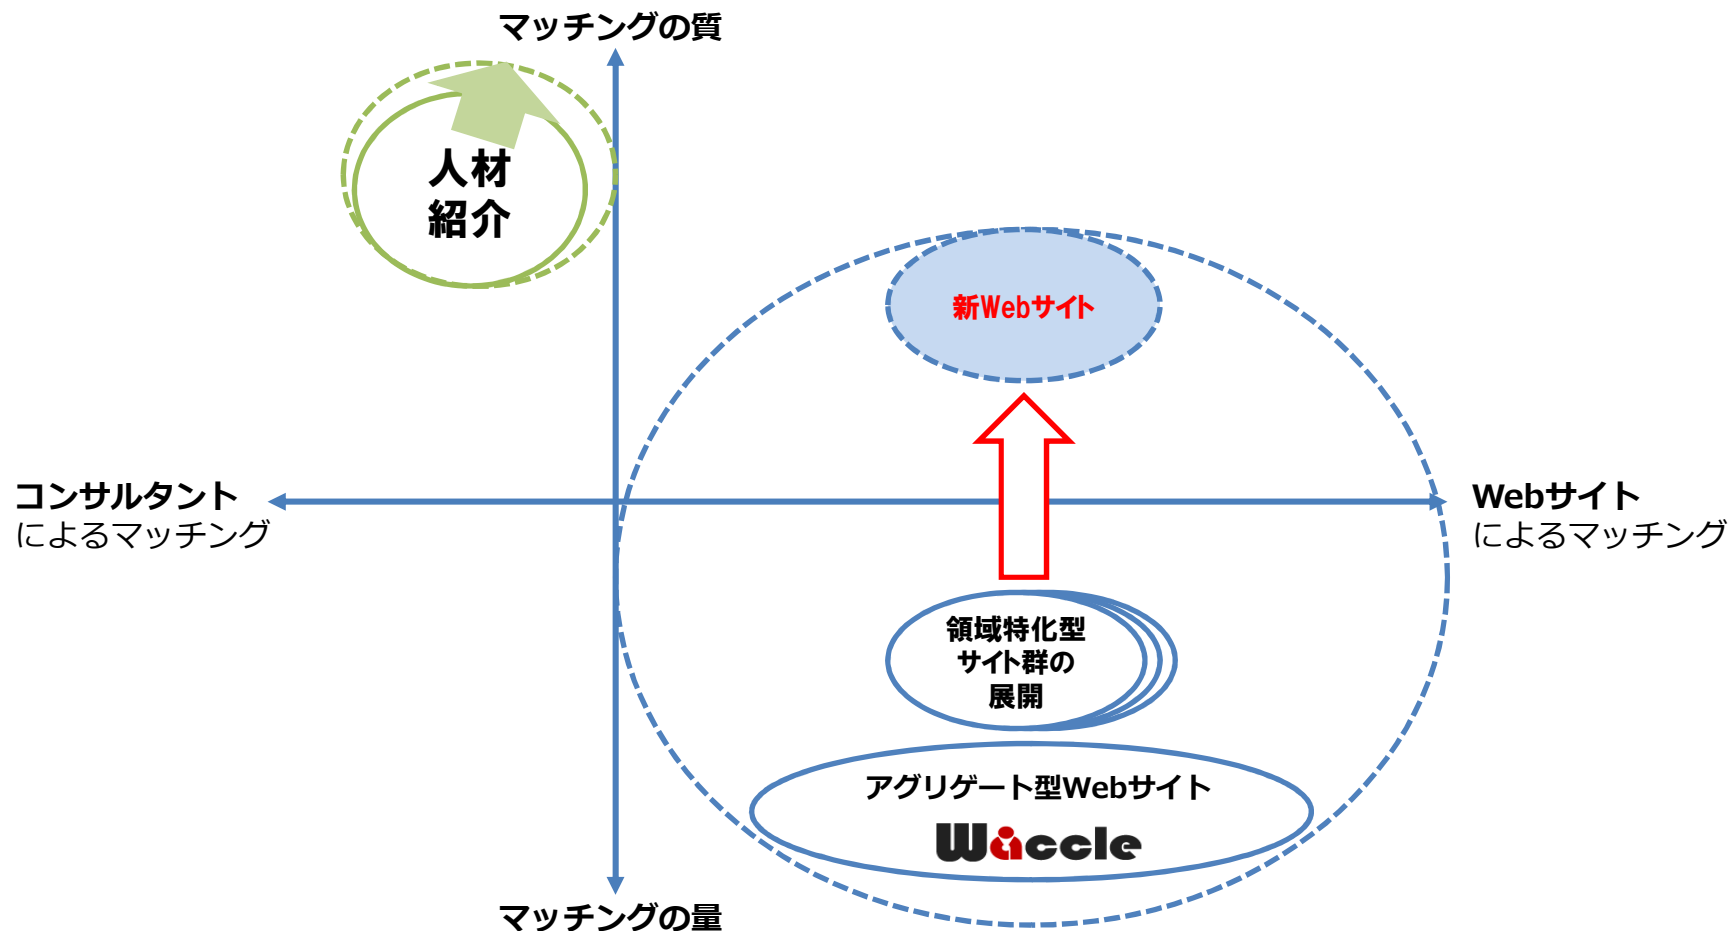 マッチングの質
人材
紹介
新Webサイト
コンサルタント
によるマッチング
Webサイト
によるマッチング
領域特化型
サイト群の
展開
アグリゲート型Webサイト
Waccle
マッチングの量